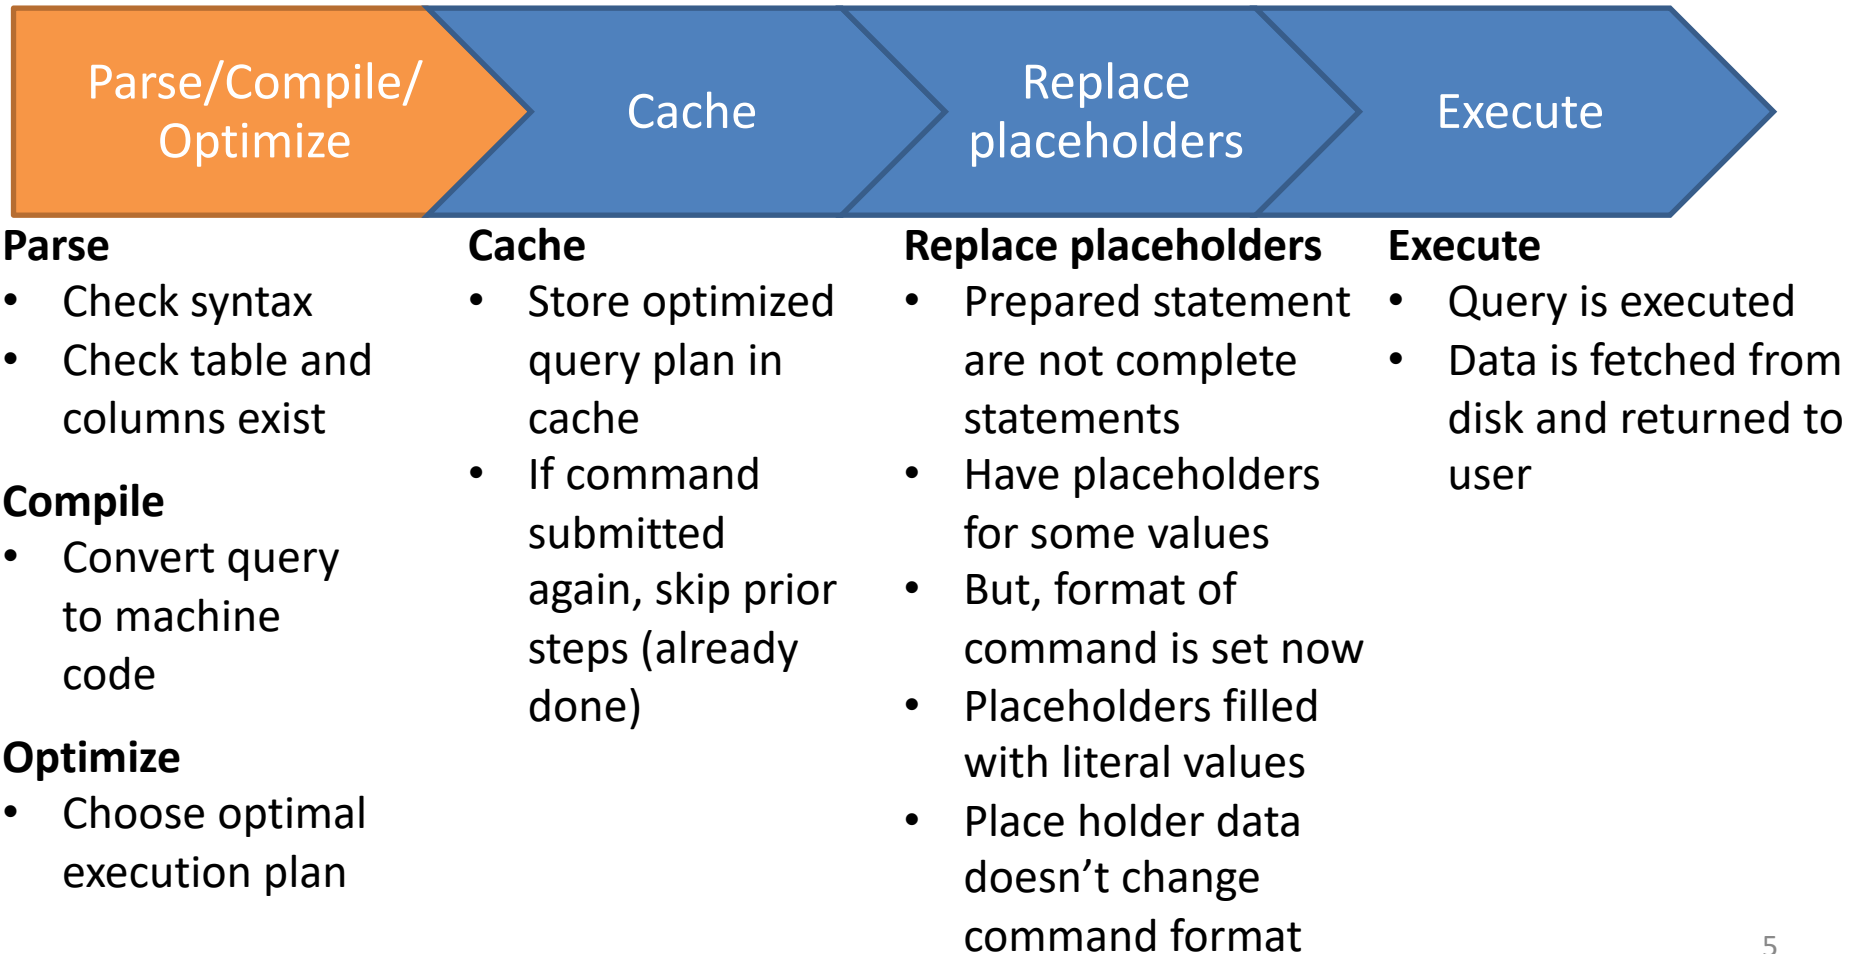 Parse/Compile/
Optimize
Cache
Replace
placeholders
Execute
Parse
• Check syntax
• Check table and
columns exist
Compile
• Convert query
to machine
code
Optimize
• Choose optimal
execution plan
Cache
• Store optimized
query plan in
cache
• If command
submitted
again, skip prior
steps (already
done)
Replace placeholders
• Prepared statement
are not complete
statements
• Have placeholders
for some values
• But, format of
command is set now
• Placeholders filled
with literal values
• Place holder data
doesn’t change
command format
Execute
• Query is executed
• Data is fetched from
disk and returned to
user
5